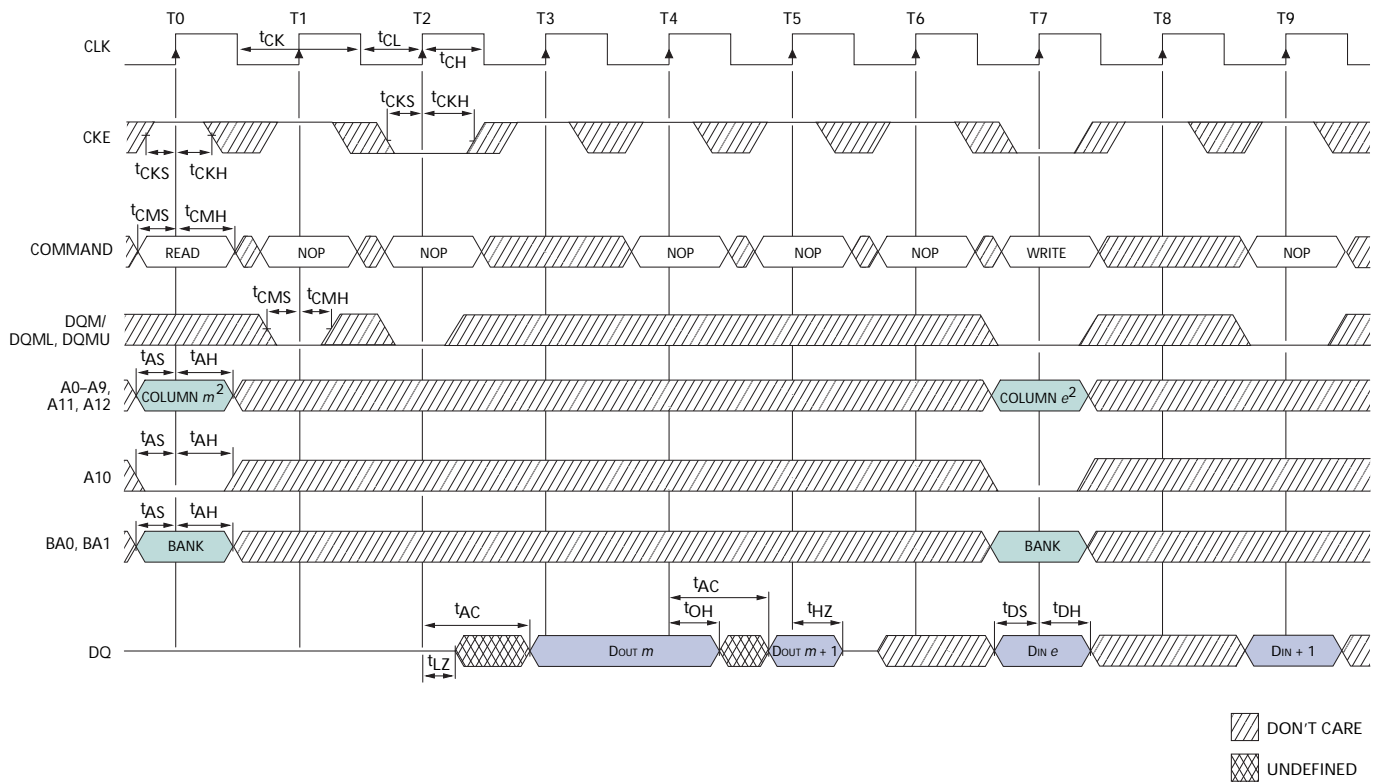 T0 T1 T2 T3 T4 T5 T6 T7 T8 T9
CLK
tCK tCL
tCH
tCKS tCKH
CKE
tCKS tCKH
tCMS tCMH
COMMAND READ NOP NOP NOP NOP NOP WRITE NOP
tCMS tCMH
DQM/
DQML, DQMU
tAS tAH
A0–A9,
A11, A12
COLUMN m2 COLUMN e2
tAS tAH
A10
tAS tAH
BA0, BA1 BANK BANK
tAC
tAC tOH tHZ tDS tDH
DQ DOUT m DOUT m + 1 DIN e DIN + 1
tLZ
DON'T CARE
UNDEFINED